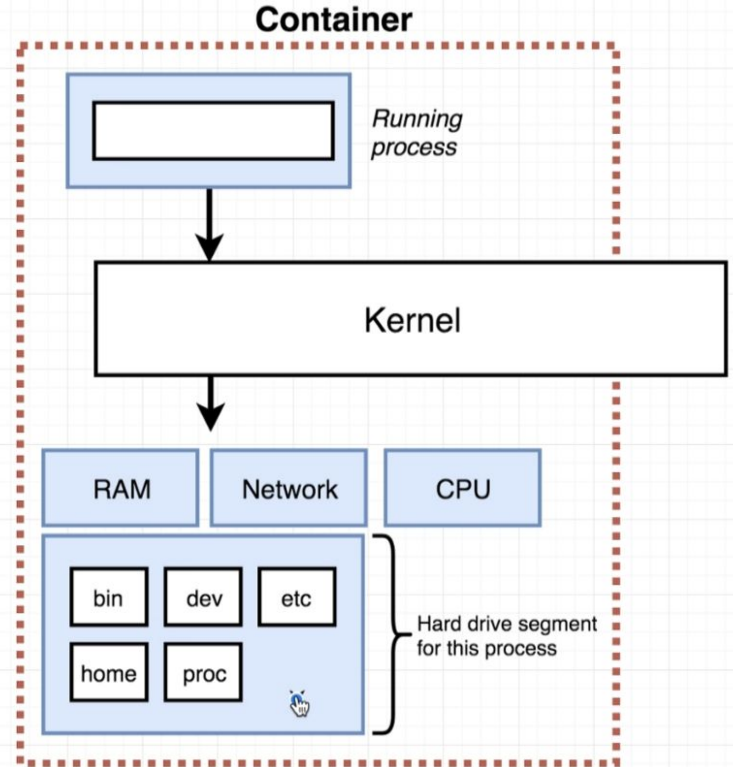 Container
Running
process
Kernel
RAM
Network
CPU
bin
dev
etc
home
proc
Hard drive segment
for this process